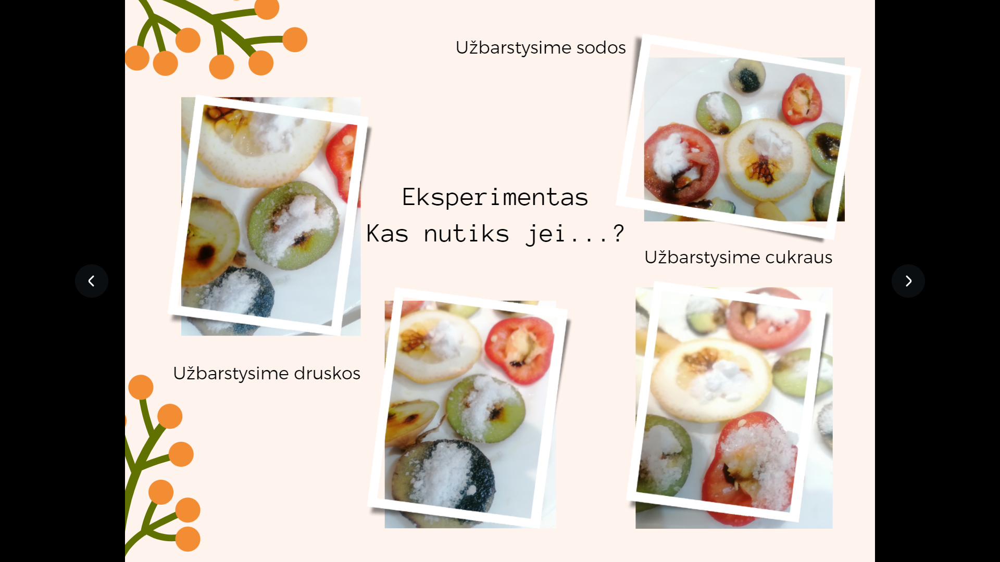 Užbarstysime sodos
Eksperimentas
Kas nutiks jei...?
Užbarstysime cukraus
Užbarstysime druskos